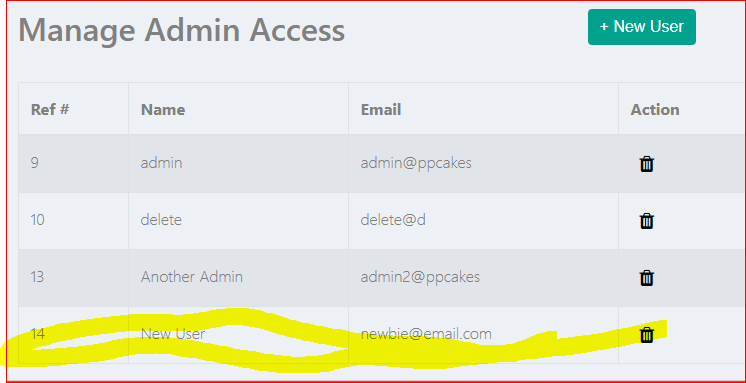 Manage Admin Access
+ New User
Ref # Name Email Action
9 admin admin@ppcakes
10 delete delete@d
13 Another Admin admin2@ppcakes
14 New User newbie@email.com